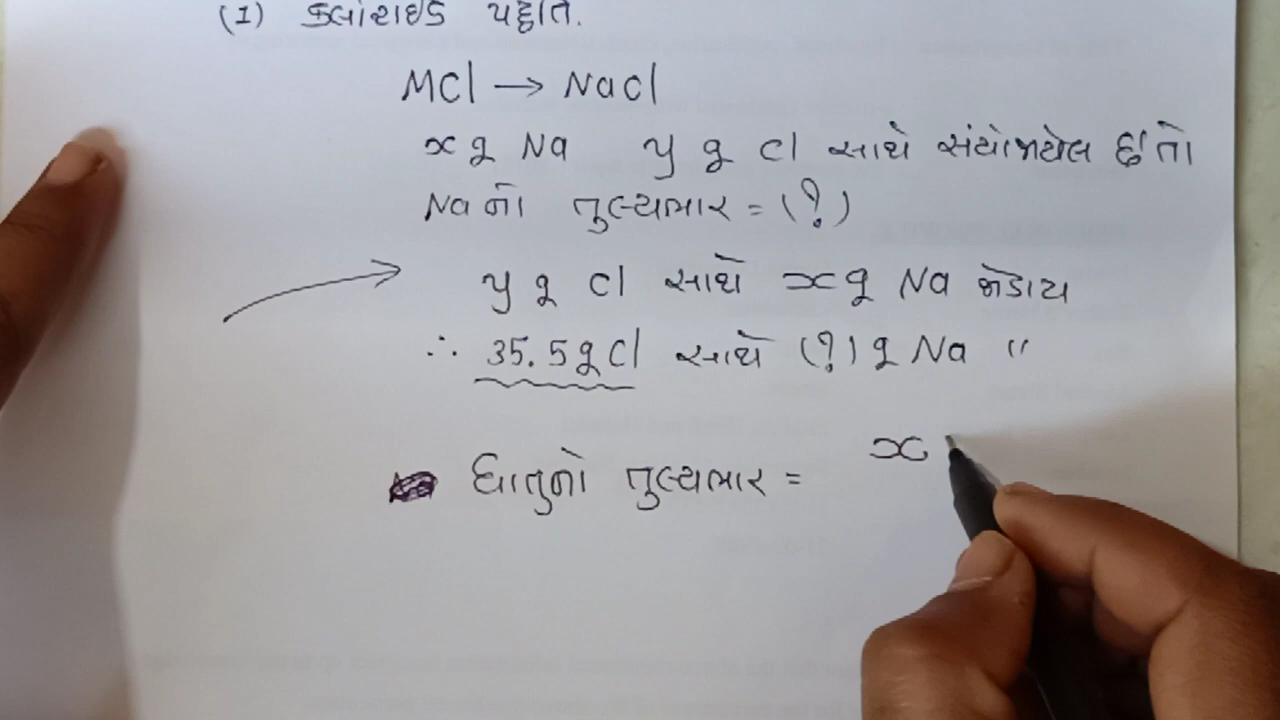 (1) ક્લોરાઇડ પદ્ધતિ.
MCl → NaCl
x g Na y g Cl સાથે સંયોજાયેલ હોય તો
Na નો તુલ્યભાર = (?)
y g Cl સાથે x g Na જોડાય
∴ 35.5 g Cl સાથે (?) g Na "
ધાતુનો તુલ્યભાર = x